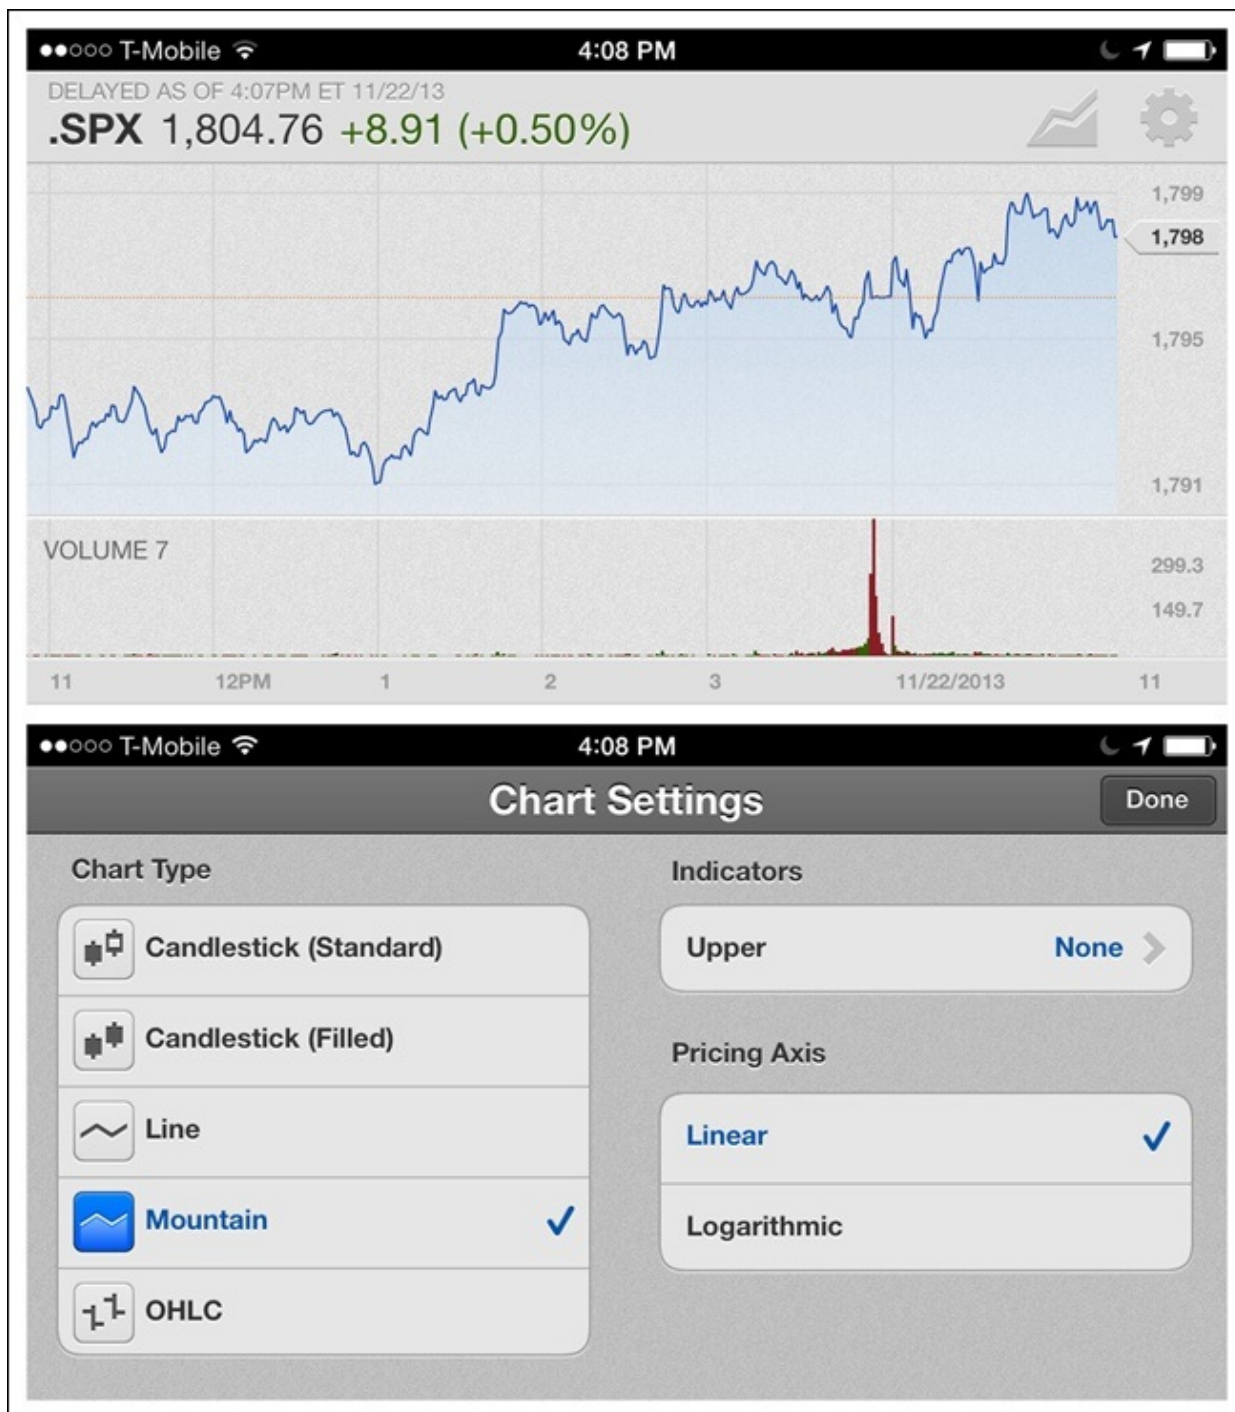 T-Mobile 4:08 PM
DELAYED AS OF 4:07PM ET 11/22/13
.SPX 1,804.76 +8.91 (+0.50%)
1,799
1,798
1,795
1,791
VOLUME 7
299.3
149.7
11 12PM 1 2 3 11/22/2013 11
T-Mobile 4:08 PM
Chart Settings Done
Chart Type
Candlestick (Standard)
Candlestick (Filled)
Line
Mountain
OHLC
Indicators
Upper None
Pricing Axis
Linear
Logarithmic